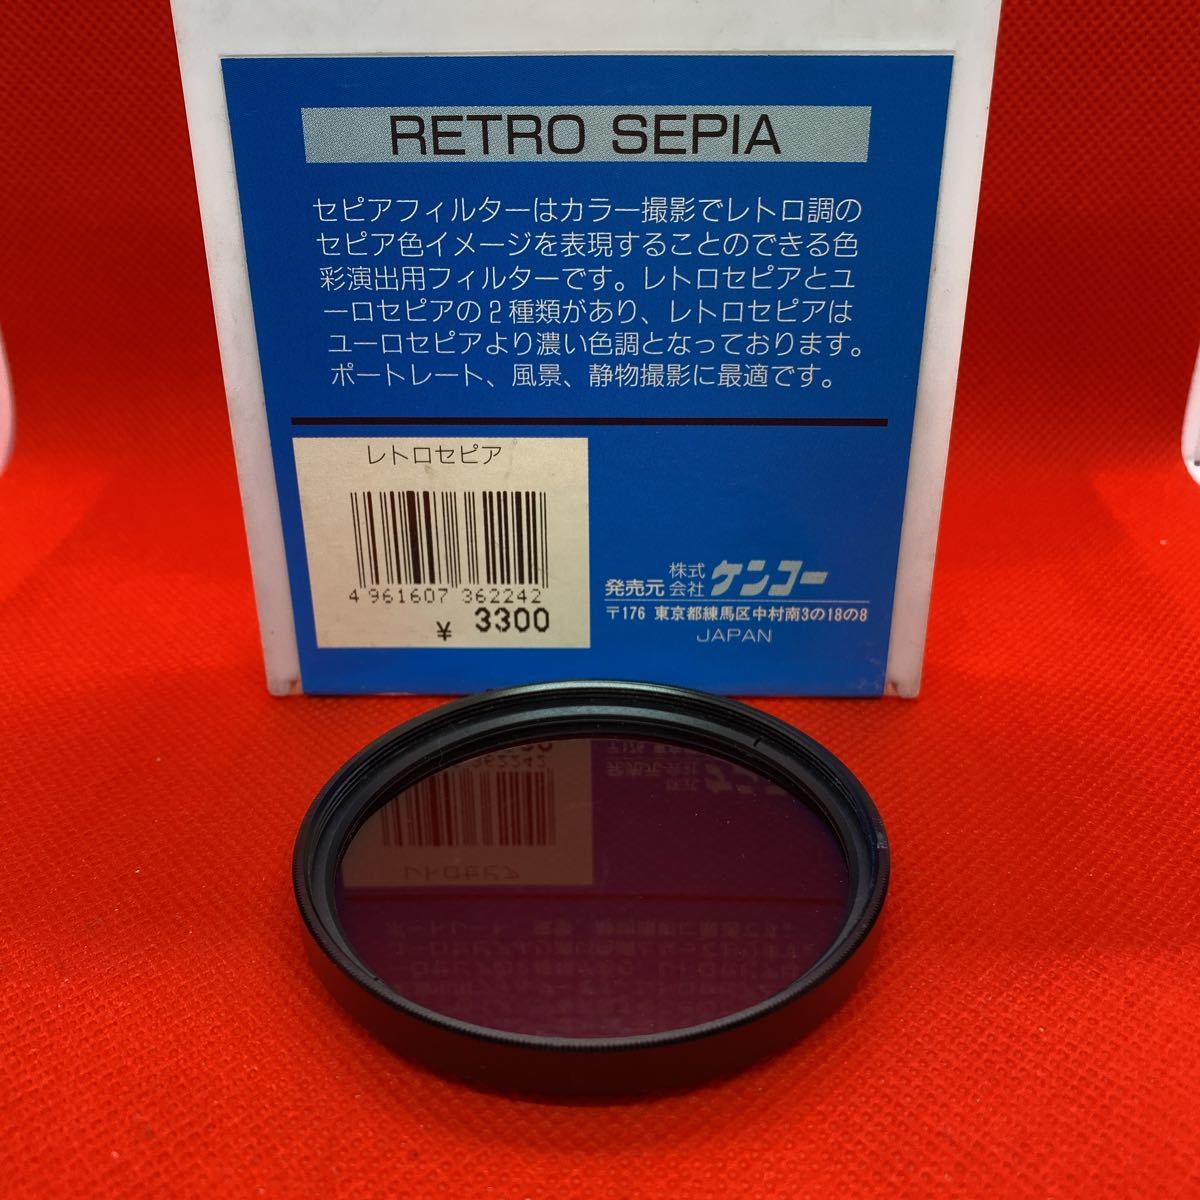 RETRO SEPIA
セピアフィルターはカラー撮影でレトロ調の
セピア色イメージを表現することのできる色
彩演出用フィルターです。レトロセピアとユ
ーロセピアの2種類があり、レトロセピアは
ユーロセピアより濃い色調となっております。
ポートレート、風景、静物撮影に最適です。
レトロセピア
4 961607 362242
¥ 3300
発売元 株式会社 ケンコー
〒176 東京都練馬区中村南3の18の8
JAPAN